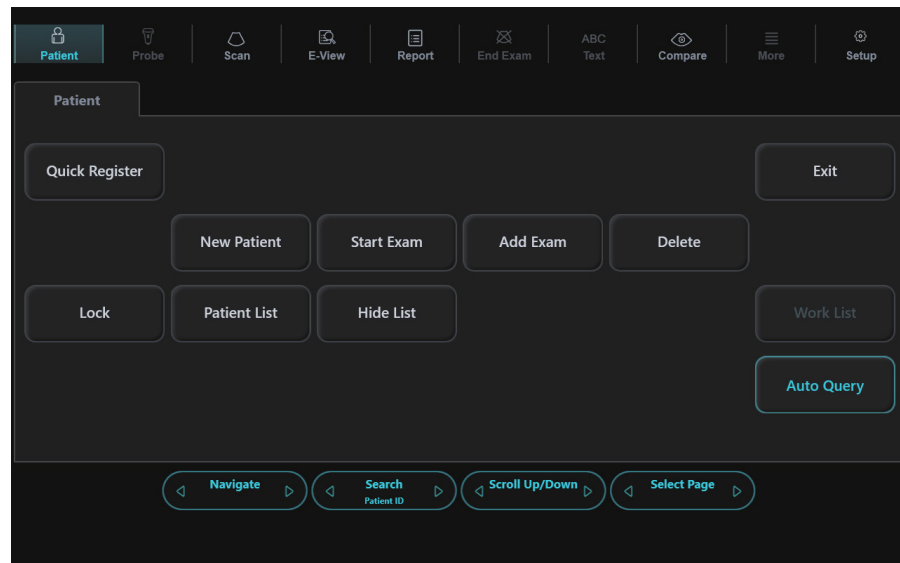 Patient
Probe
Scan
E-View
Report
End Exam
ABC
Text
Compare
More
Setup
Patient
Quick Register
Exit
New Patient
Start Exam
Add Exam
Delete
Lock
Patient List
Hide List
Work List
Auto Query
Navigate
Search
Patient ID
Scroll Up/Down
Select Page